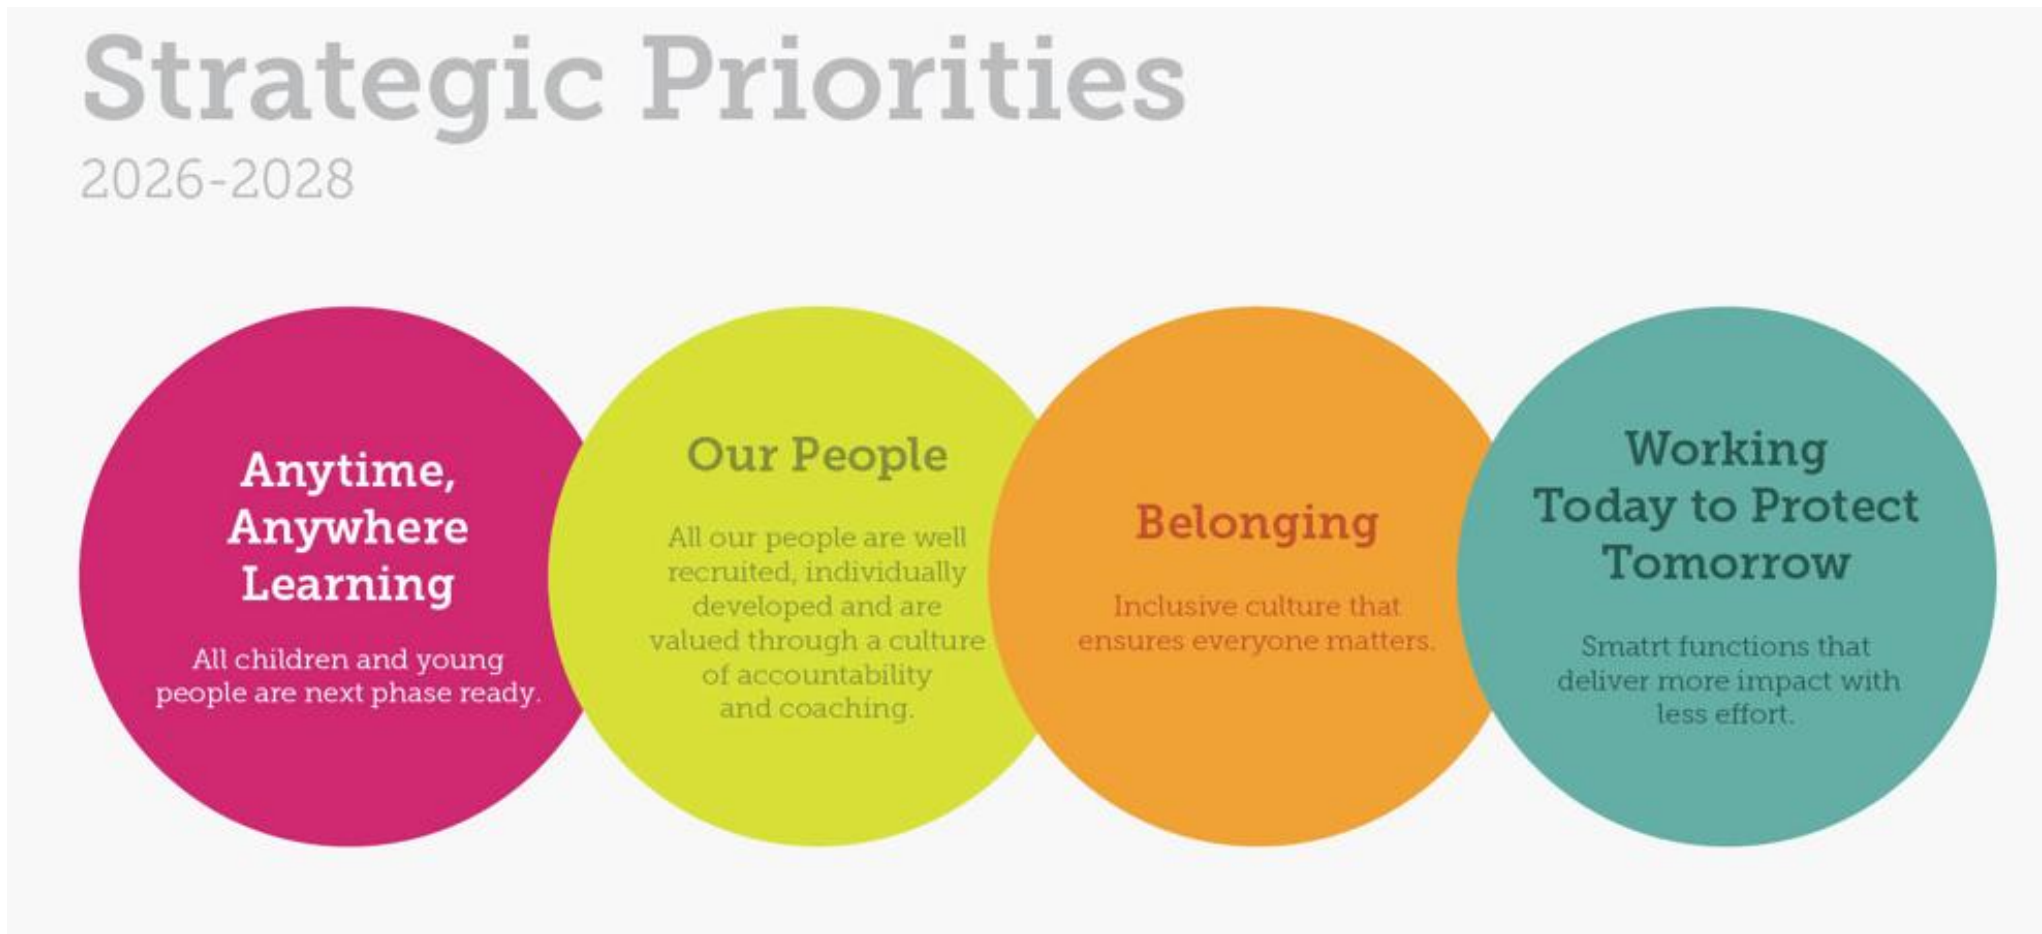 Strategic Priorities
2026-2028
Anytime,
Anywhere
Learning
All children and young
people are next phase ready.
Our People
All our people are well
recruited, individually
developed and are
valued through a culture
of accountability
and coaching.
Belonging
Inclusive culture that
ensures everyone matters.
Working
Today to Protect
Tomorrow
Smatrt functions that
deliver more impact with
less effort.